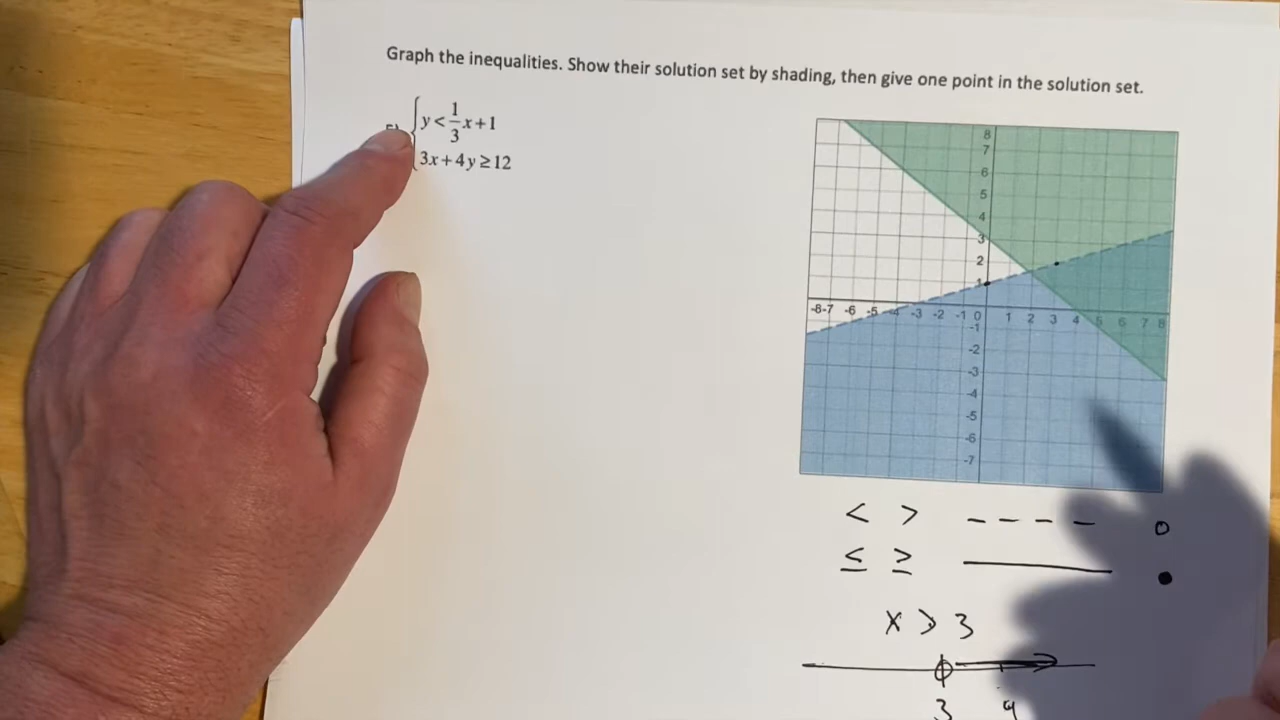 Graph the inequalities. Show their solution set by shading, then give one point in the solution set.
y < 1/3 x + 1
3x + 4y ≥ 12
8
7
6
5
4
3
2
1
-8 -7 -6 -5 -4 -3 -2 -1 0 1 2 3 4 5 6 7 8
-1
-2
-3
-4
-5
-6
-7
< > - - - -
≤ ≥
x > 3
3